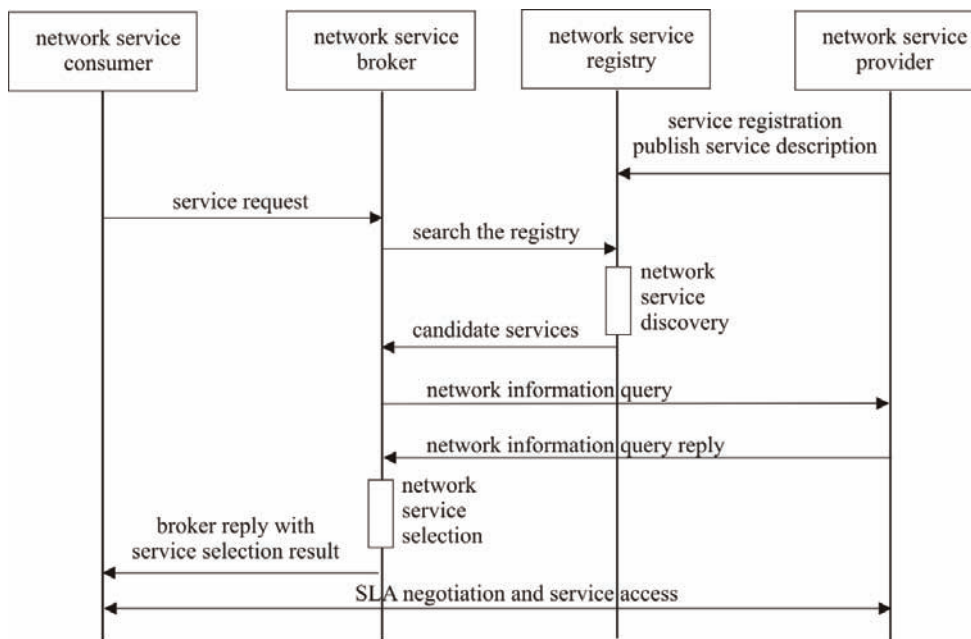 network service
consumer
network service
broker
network service
registry
network service
provider
service registration
publish service description
service request
search the registry
network
service
discovery
candidate services
network information query
network information query reply
network
service
selection
broker reply with
service selection result
SLA negotiation and service access